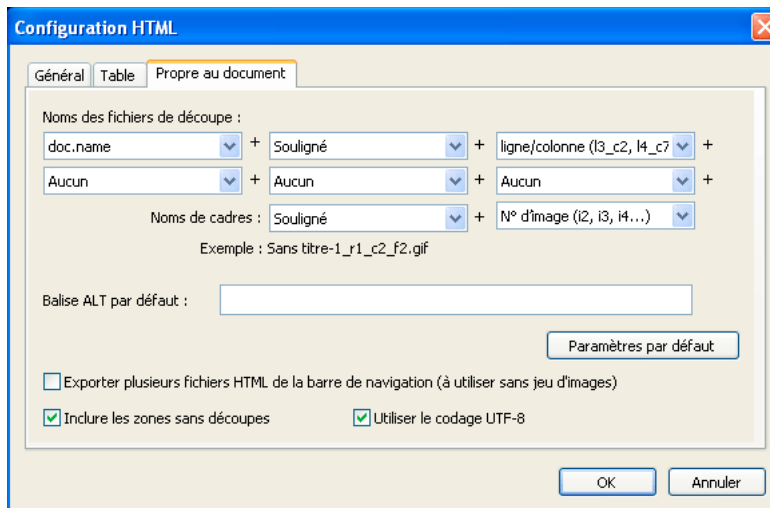 Configuration HTML
Général Table Propre au document
Noms des fichiers de découpe :
doc.name + Souligné + ligne/colonne (l3_c2, l4_c7 +
Aucun + Aucun + Aucun +
Noms de cadres : Souligné + N° d'image (i2, i3, i4...)
Exemple : Sans titre-1_r1_c2_f2.gif
Balise ALT par défaut :
Paramètres par défaut
Exporter plusieurs fichiers HTML de la barre de navigation (à utiliser sans jeu d'images)
Inclure les zones sans découpes Utiliser le codage UTF-8
OK Annuler